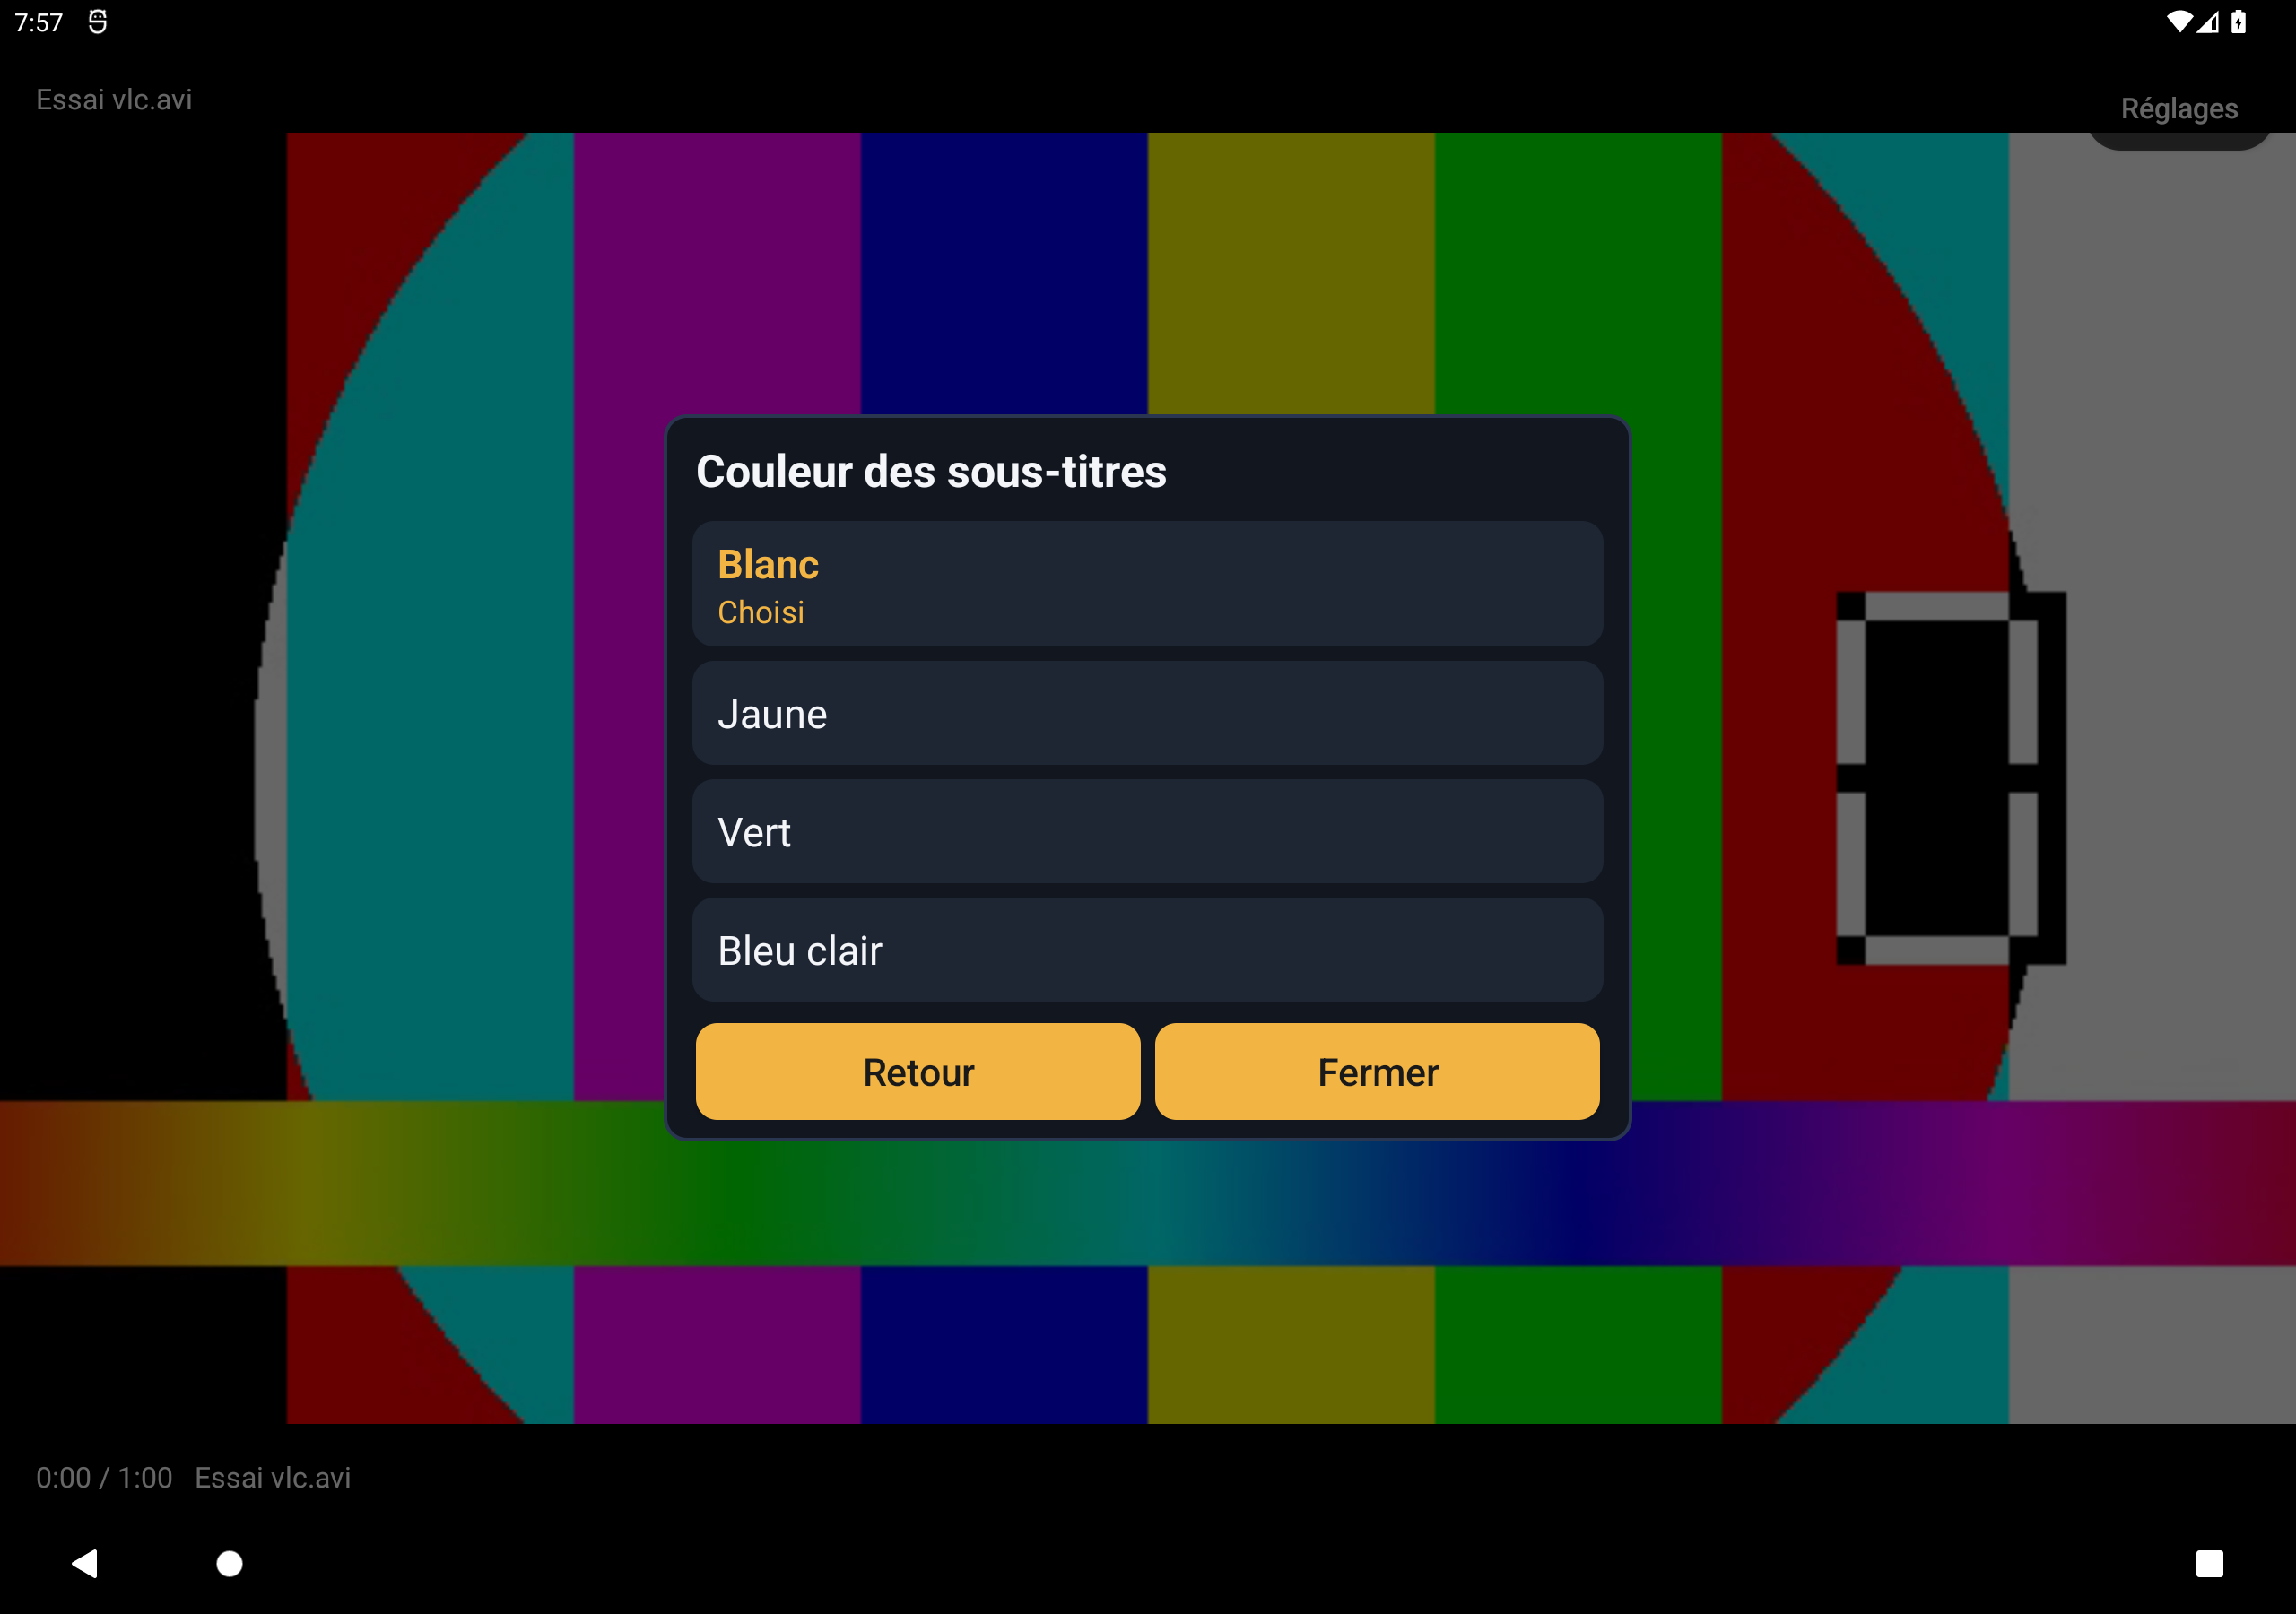 7:57
Essai vlc.avi
Réglages
Couleur des sous-titres
Blanc
Choisi
Jaune
Vert
Bleu clair
Retour
Fermer
0:00 / 1:00 Essai vlc.avi